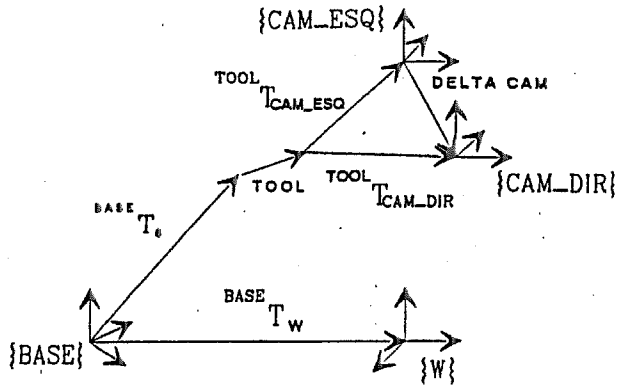 {CAM_ESQ}
TOOL T CAM_ESQ
DELTA CAM
TOOL
TOOL T CAM_DIR
{CAM_DIR}
BASE T 6
BASE T W
{BASE}
{W}